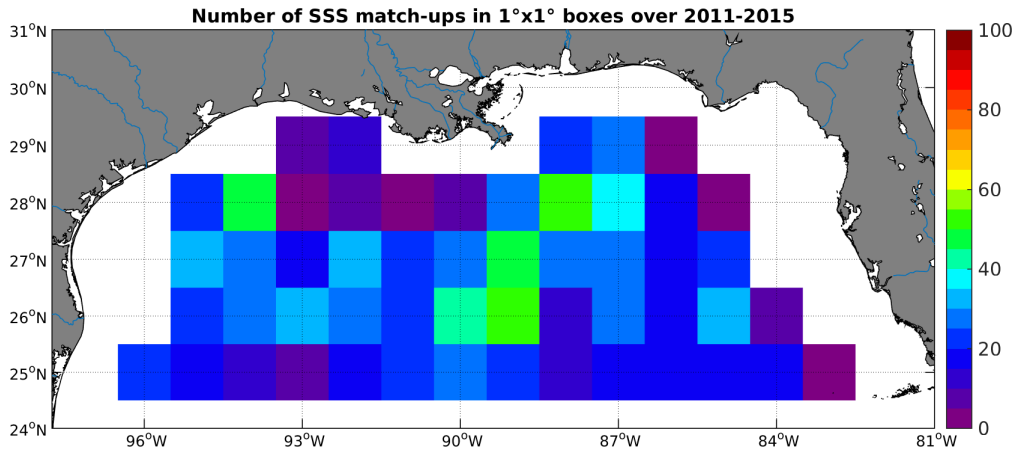 Number of SSS match-ups in 1°x1° boxes over 2011-2015
31°N
30°N
29°N
28°N
27°N
26°N
25°N
24°N
96°W
93°W
90°W
87°W
84°W
81°W
100
80
60
40
20
0